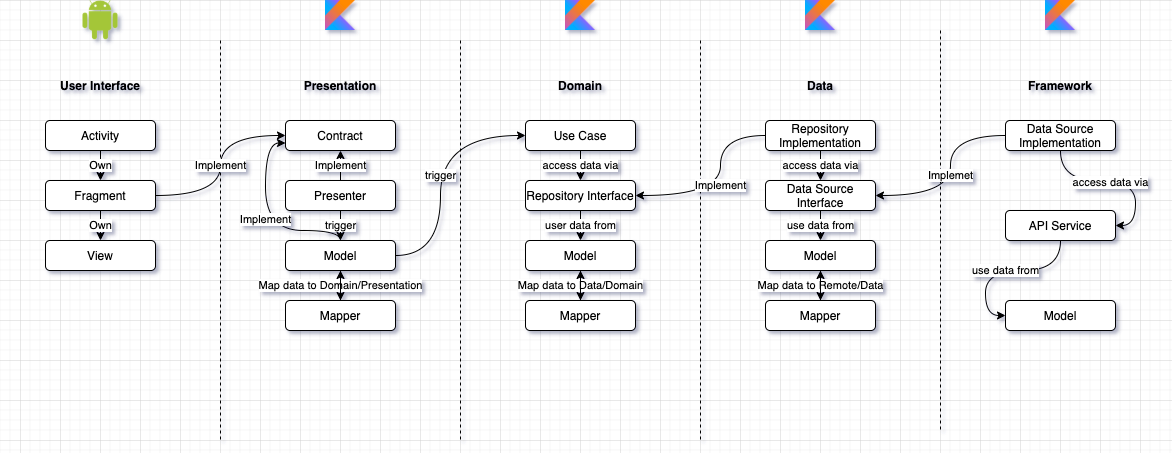 User Interface
Presentation
Domain
Data
Framework
Activity
Own
Fragment
Own
View
Implement
Contract
Implement
Presenter
Implement
trigger
Model
Map data to Domain/Presentation
Mapper
trigger
Use Case
access data via
Repository Interface
user data from
Model
Map data to Data/Domain
Mapper
Implement
Repository
Implementation
access data via
Data Source
Interface
use data from
Model
Map data to Remote/Data
Mapper
Implemet
Data Source
Implementation
access data via
API Service
use data from
Model